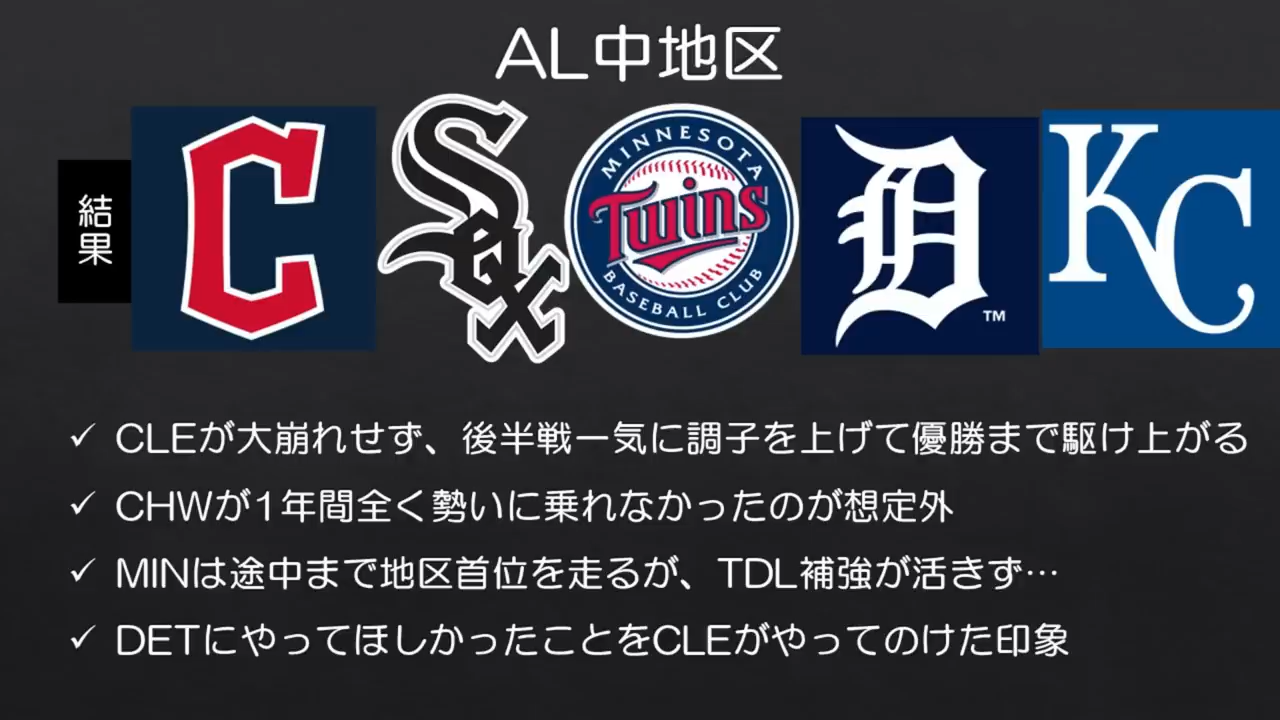 AL中地区
結果
C
Sox
MINNESOTA
Twins
BASEBALL CLUB
D
TM
KC
✓ CLEが大崩れせず、後半戦一気に調子を上げて優勝まで駆け上がる
✓ CHWが1年間全く勢いに乗れなかったのが想定外
✓ MINは途中まで地区首位を走るが、TDL補強が活きず…
✓ DETにやってほしかったことをCLEがやってのけた印象